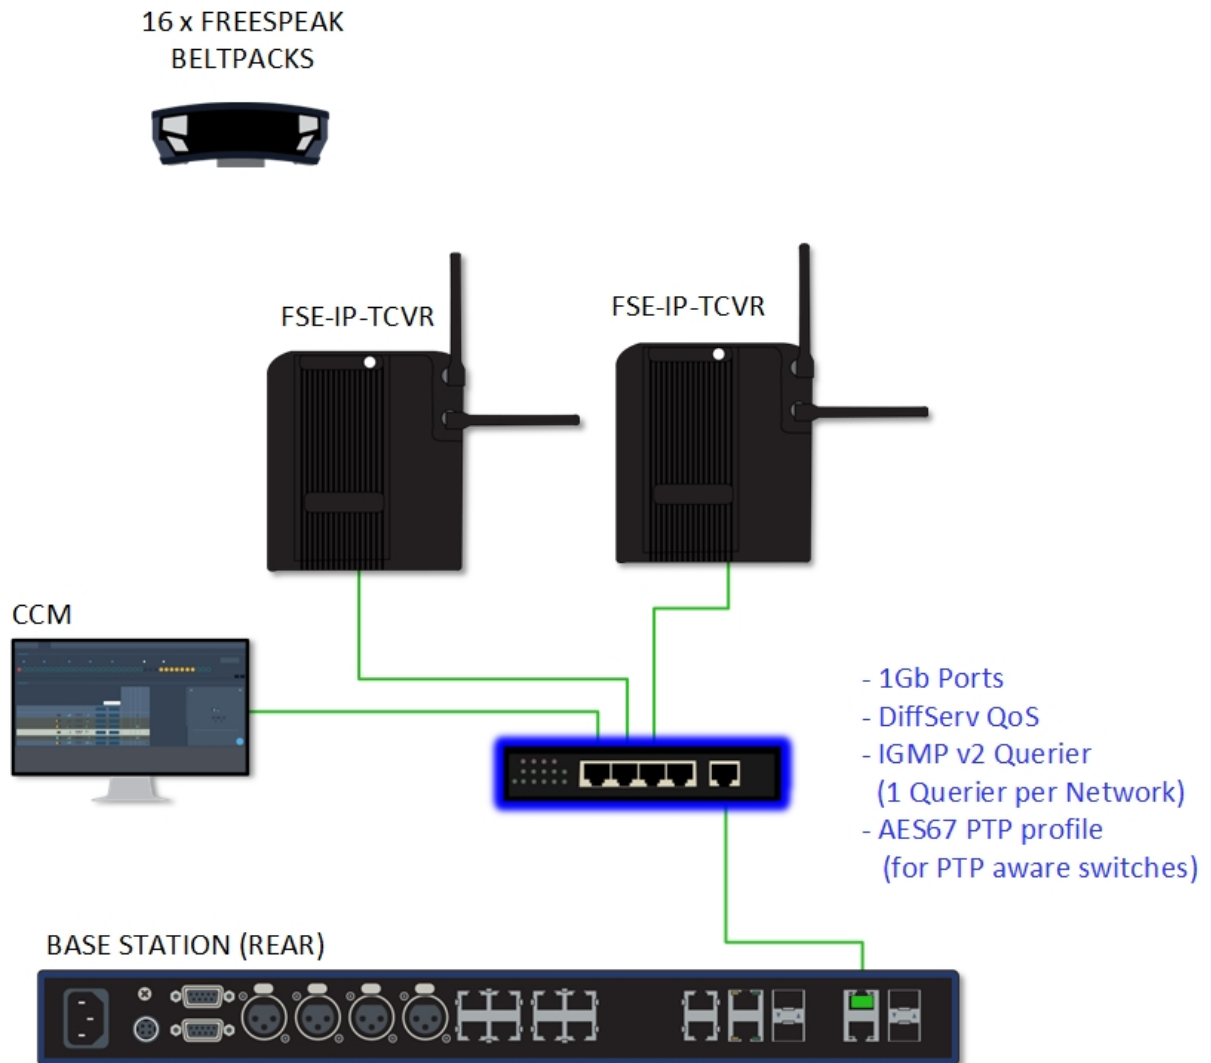 16 x FREESPEAK
BELTPACKS
FSE-IP-TCVR
FSE-IP-TCVR
CCM
- 1Gb Ports
- DiffServ QoS
- IGMP v2 Querier
(1 Querier per Network)
- AES67 PTP profile
(for PTP aware switches)
BASE STATION (REAR)